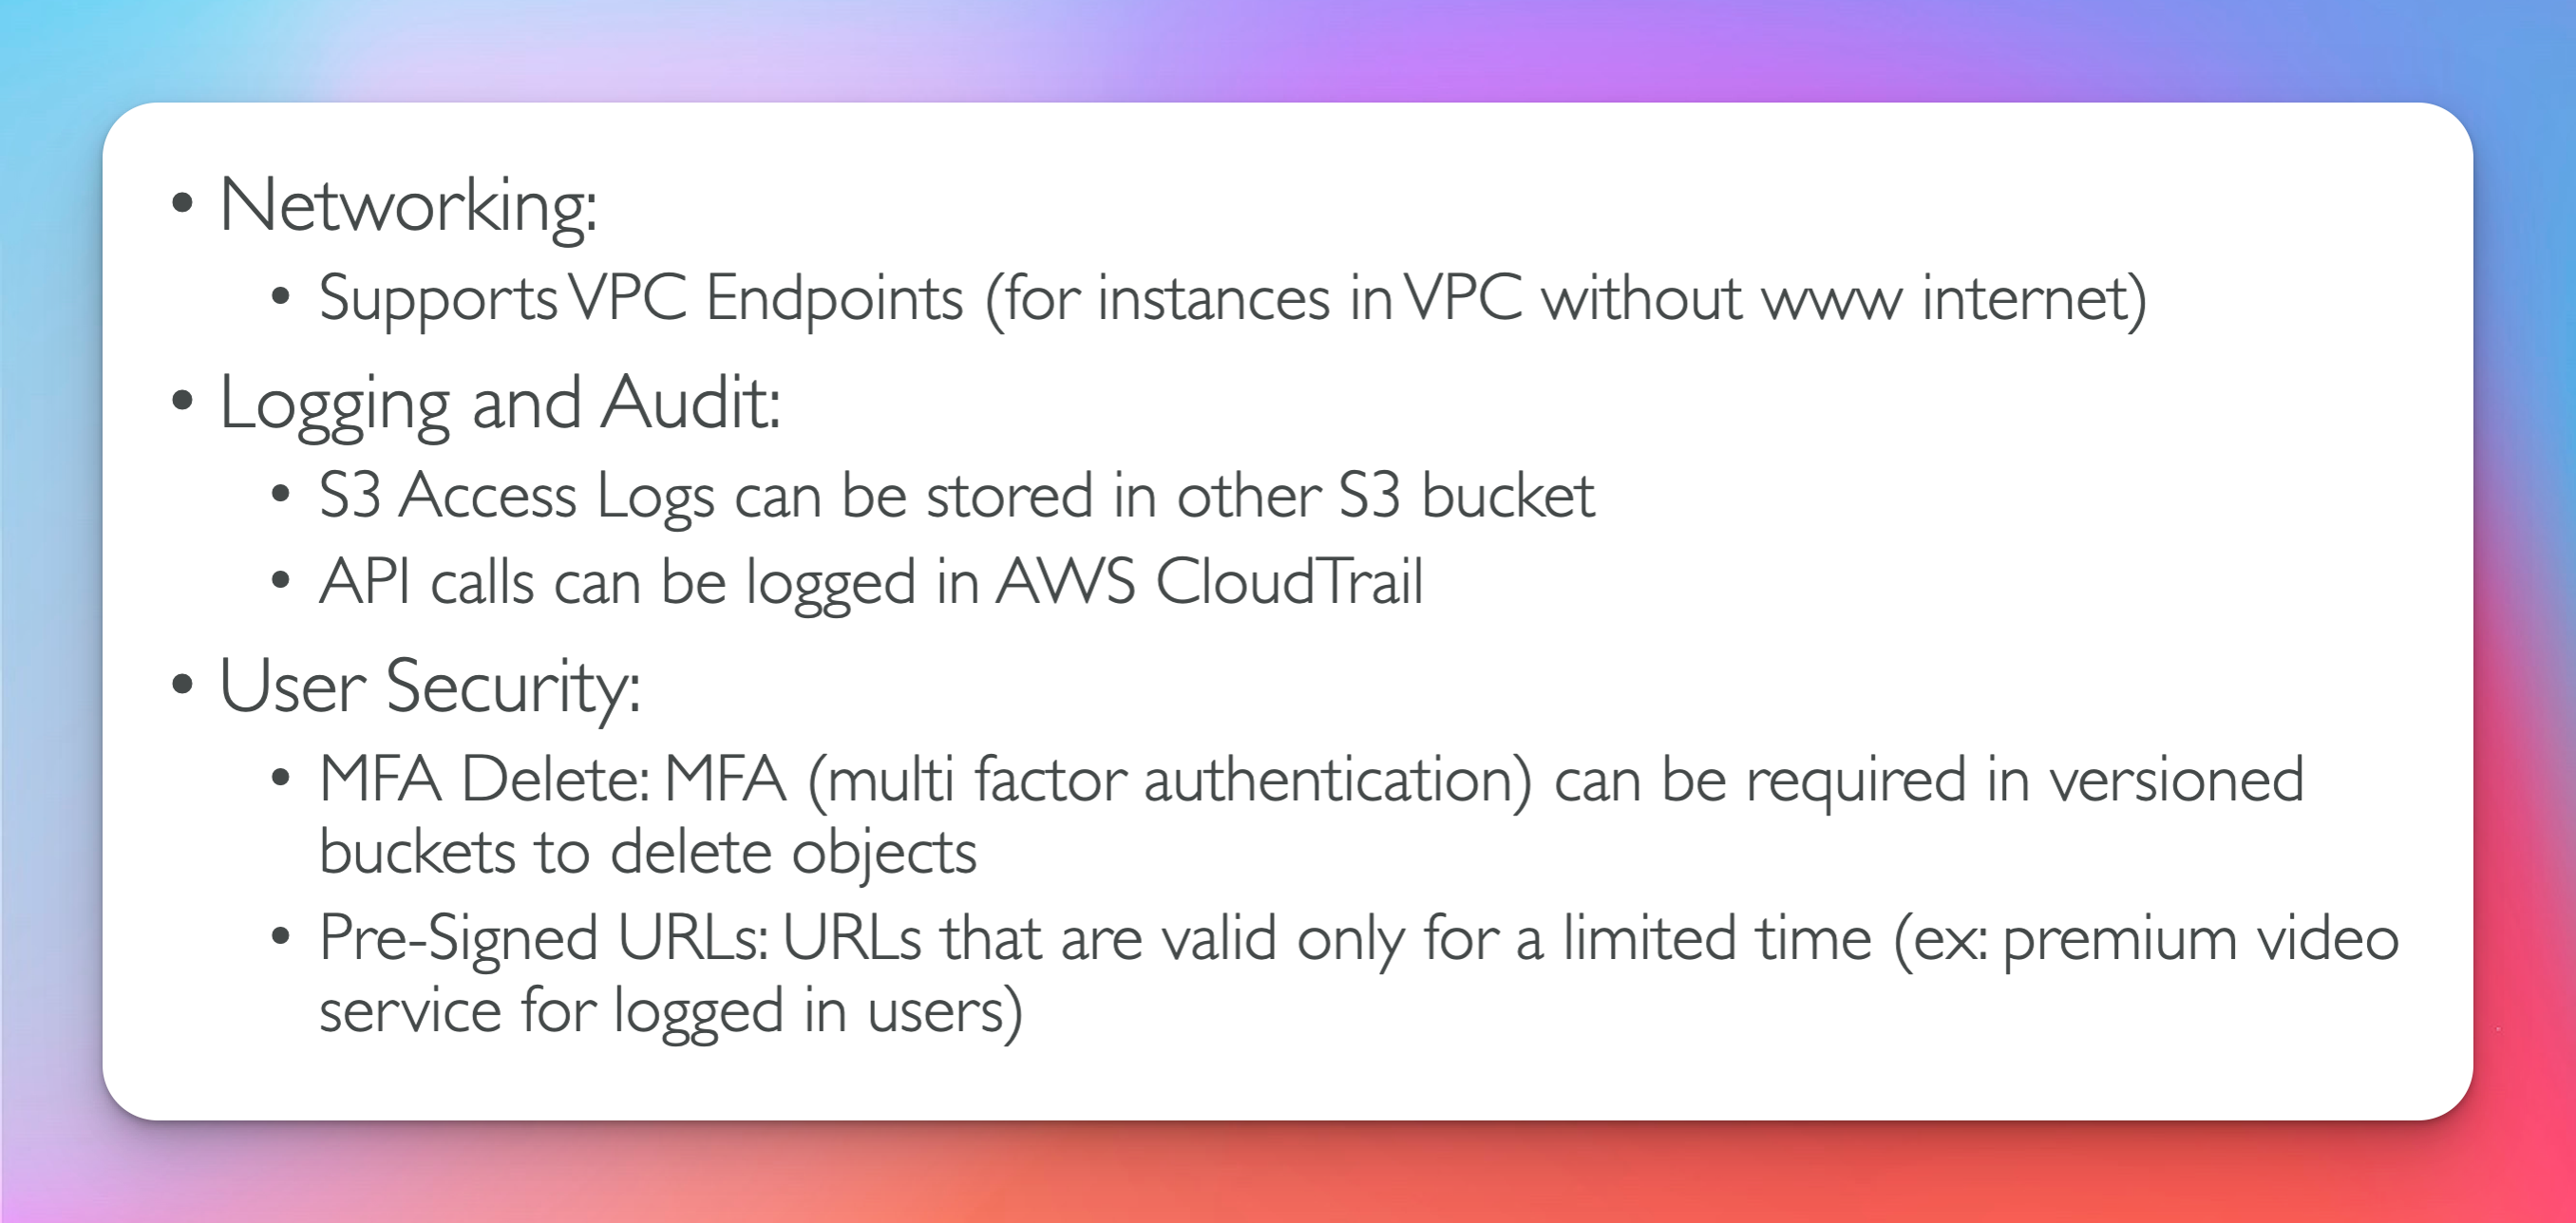 • Networking:
• Supports VPC Endpoints (for instances in VPC without www internet)
• Logging and Audit:
• S3 Access Logs can be stored in other S3 bucket
• API calls can be logged in AWS CloudTrail
• User Security:
• MFA Delete: MFA (multi factor authentication) can be required in versioned
buckets to delete objects
• Pre-Signed URLs: URLs that are valid only for a limited time (ex: premium video
service for logged in users)